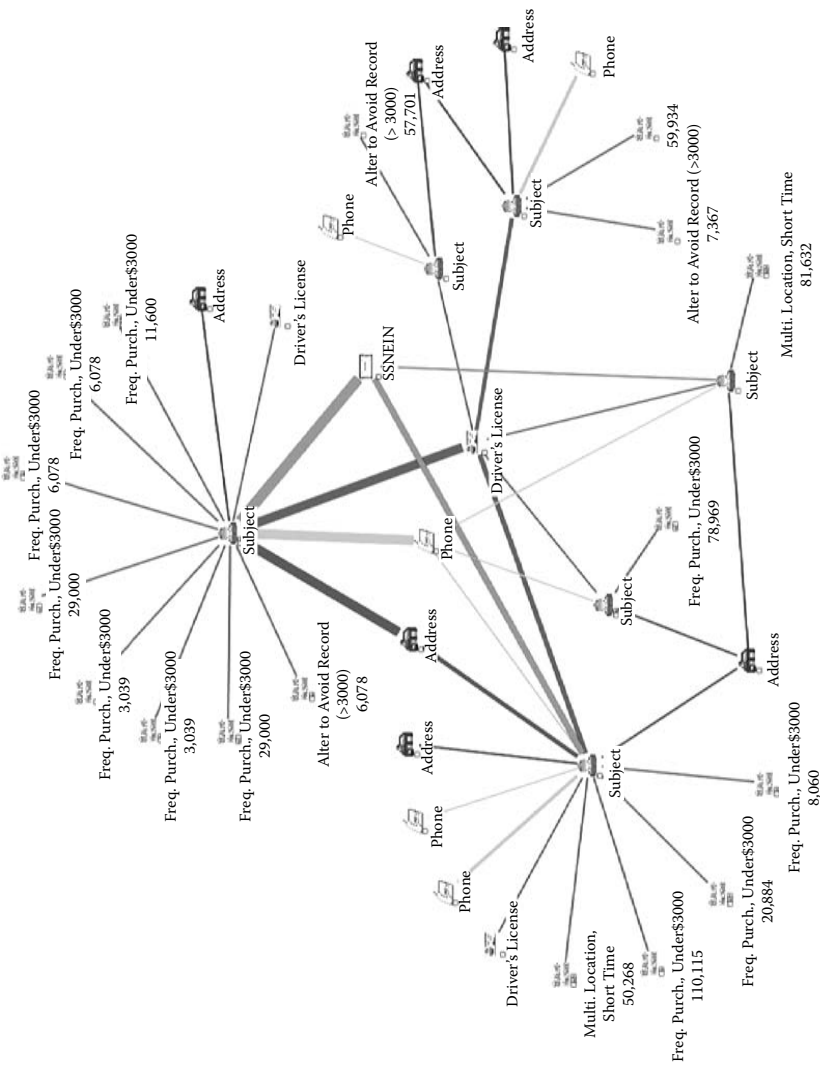 Freq. Purch., Under$3000
6,078
Freq. Purch., Under$3000
29,000
Freq. Purch., Under$3000
6,078
Freq. Purch., Under$3000
3,039
Freq. Purch., Under$3000
11,600
Freq. Purch., Under$3000
3,039
Address
Freq. Purch., Under$3000
29,000
Subject
Driver's License
Alter to Avoid Record
(>3000)
6,078
Phone
Alter to Avoid Record
(> 3000)
57,701
SSNEIN
Address
Address
Address
Phone
Phone
Subject
Phone
Driver's License
Driver's License
Address
Subject
Phone
Multi. Location,
Short Time
50,268
Subject
Subject
59,934
Alter to Avoid Record (>3000)
7,367
Freq. Purch., Under$3000
110,115
Freq. Purch., Under$3000
78,969
Freq. Purch., Under$3000
20,884
Subject
Address
Multi. Location, Short Time
81,632
Freq. Purch., Under$3000
8,060